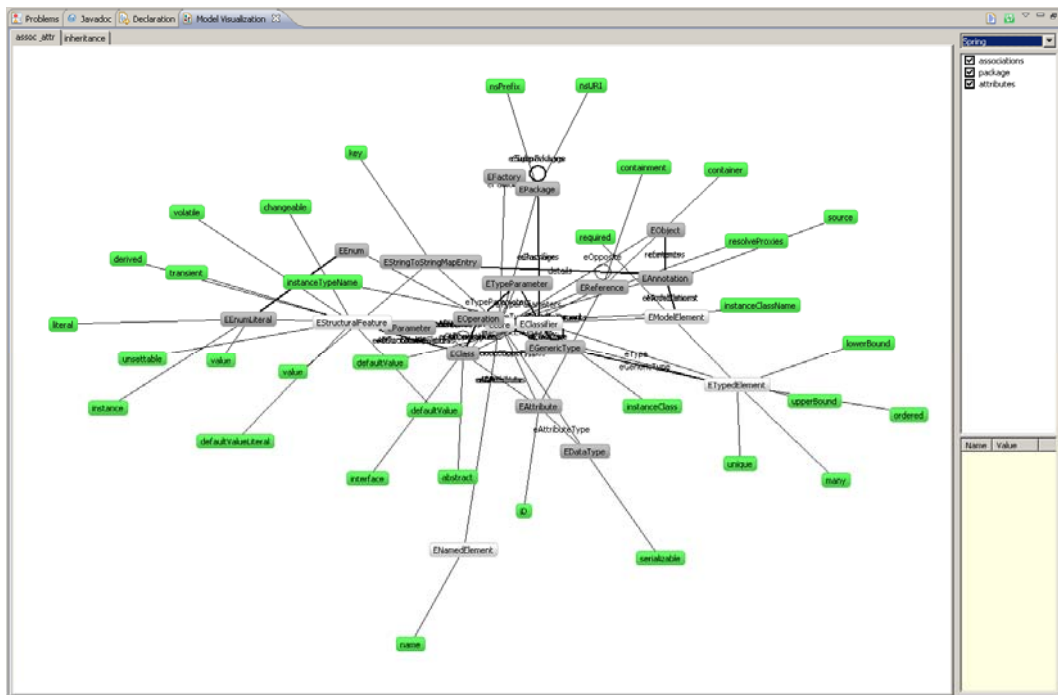 Problems
Javadoc
Declaration
Model Visualization
assoc_attr
inheritance
Spring
associations
package
attributes
nsPrefix
nsURI
key
containment
container
EFactory
EPackage
volatile
changeable
required
EObject
source
resolveProxies
EEnum
eOpposite
derived
transient
EStringToStringMapEntry
details
EAnnotation
instanceTypeName
ETypeParameter
EReference
instanceClassName
literal
EEnumLiteral
EStructuralFeature
Parameter
EOperation
EClassifier
EModelElement
unsettable
value
defaultValue
EClass
EGenericType
eType
eGenericType
lowerBound
value
ETypedElement
instance
defaultValue
EAttribute
instanceClass
upperBound
ordered
defaultValueLiteral
eAttributeType
EDataType
interface
abstract
unique
many
iD
ENamedElement
serializable
name
Name
Value